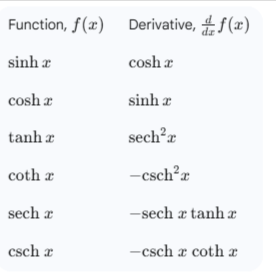 Function, f(x) Derivative, d/dx f(x)
sinh x cosh x
cosh x sinh x
tanh x sech²x
coth x −csch²x
sech x −sech x tanh x
csch x −csch x coth x